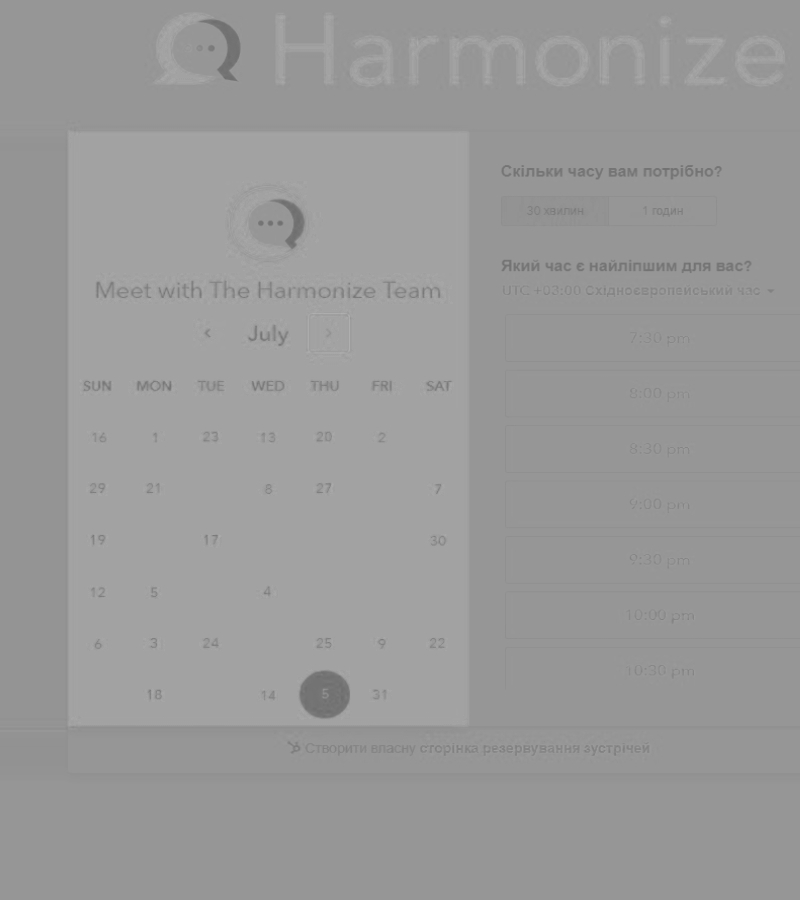 Harmonize
Meet with The Harmonize Team
July
SUN MON TUE WED THU FRI SAT
16 1 23 13 20 2
29 21 8 27 7
19 17 30
12 5 4
6 3 24 25 9 22
18 14 5 31
Скільки часу вам потрібно?
30 хвилин 1 годин
Який час є найліпшим для вас?
UTC +02:00 Східноєвропейський час
7:30 pm
8:00 pm
8:30 pm
9:00 pm
9:30 pm
10:00 pm
10:30 pm
Створити власну сторінка резервування зустрічей